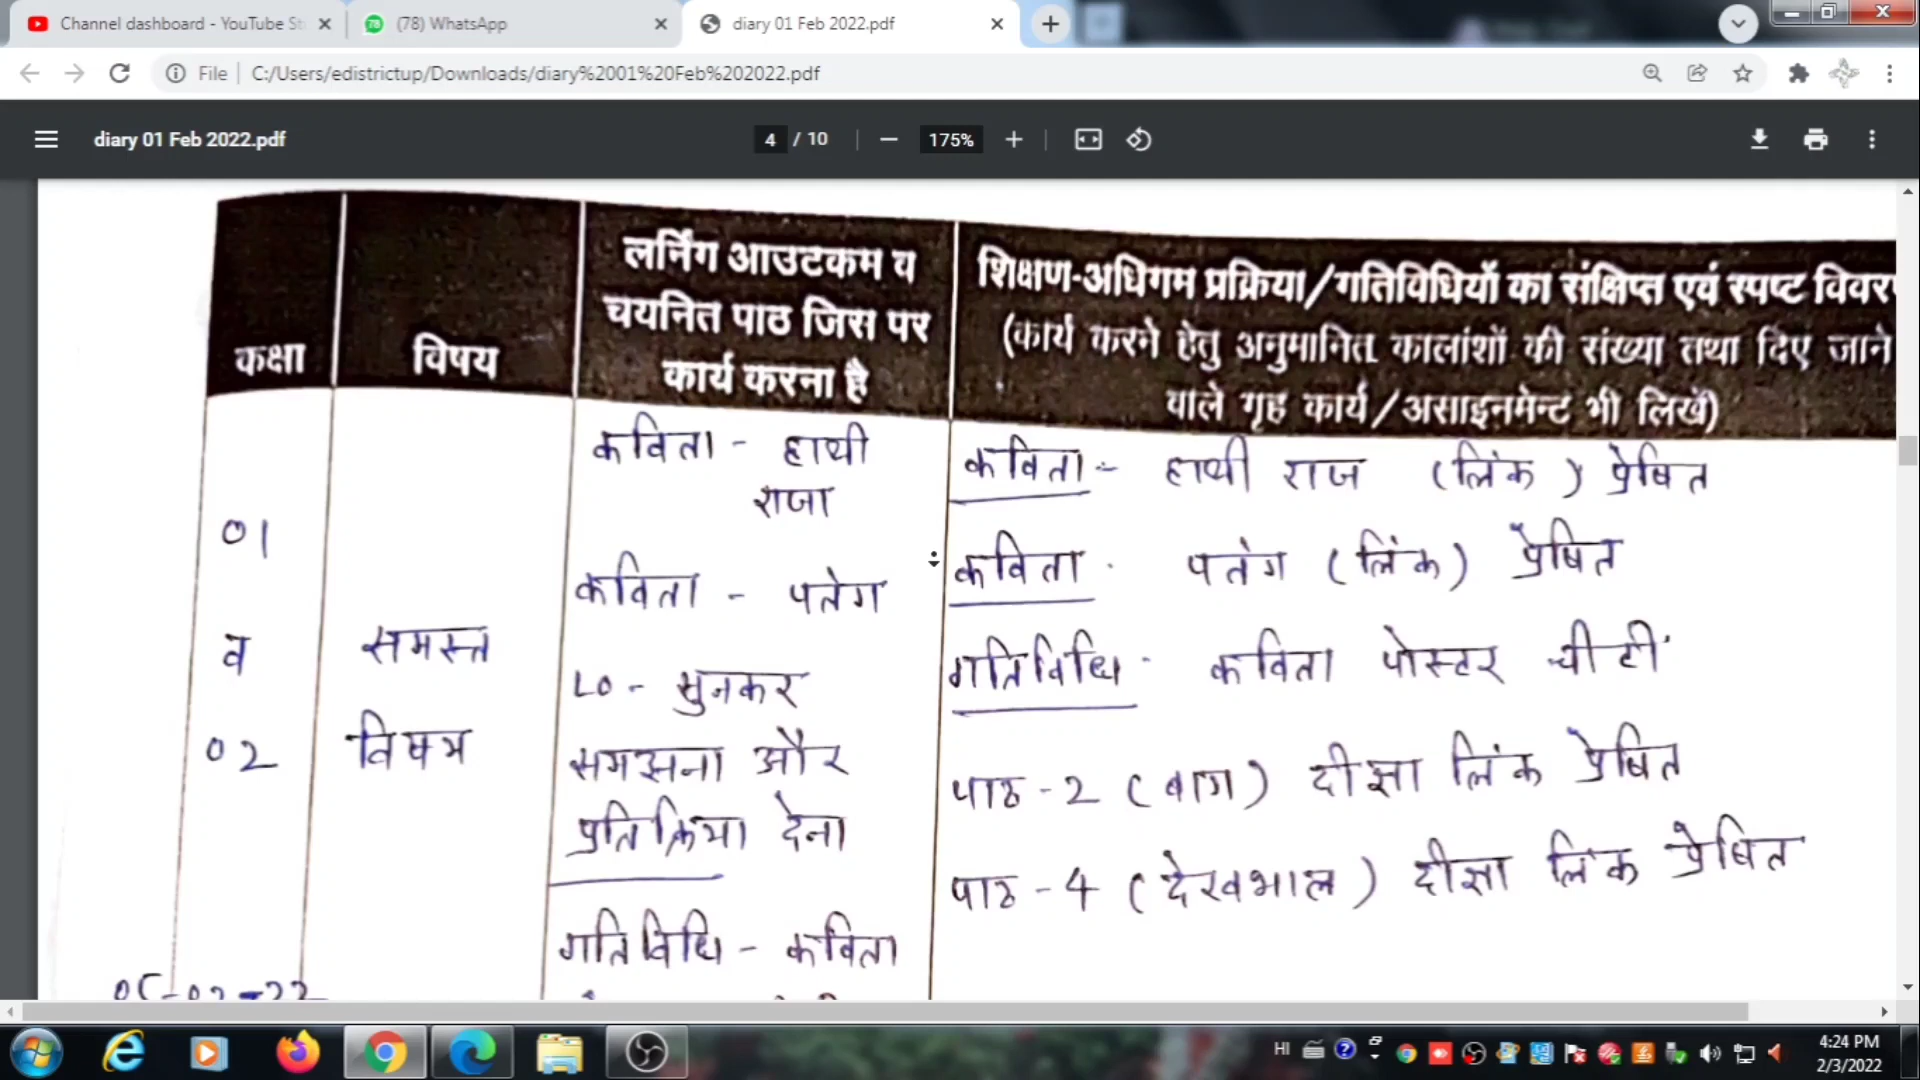 Channel dashboard - YouTube St
(78) WhatsApp
diary 01 Feb 2022.pdf
File
C:/Users/edistrictup/Downloads/diary%2001%20Feb%202022.pdf
diary 01 Feb 2022.pdf
4 / 10
175%
कक्षा
विषय
लर्निंग आउटकम व
चयनित पाठ जिस पर
कार्य करना है
शिक्षण-अधिगम प्रक्रिया/गतिविधियों का संक्षिप्त एवं स्पष्ट विवर
(कार्य करने हेतु अनुमानित कालांशों की संख्या तथा दिए जाने
वाले गृह कार्य/असाइनमेन्ट भी लिखें)
01
व
02
समस्त
विषय
कविता - हाथी
राजा
कविता - पतंग
LO - सुनकर
समझना और
प्रतिक्रिया देना
गतिविधि - कविता
कविता :- हाथी राज (लिंक) प्रेषित
कविता - पतंग (लिंक) प्रेषित
गतिविधि - कविता पोस्टर चीटीं
पाठ - 2 (बाग) दीक्षा लिंक प्रेषित
पाठ - 4 (देखभाल) दीक्षा लिंक प्रेषित
HI
4:24 PM
2/3/2022